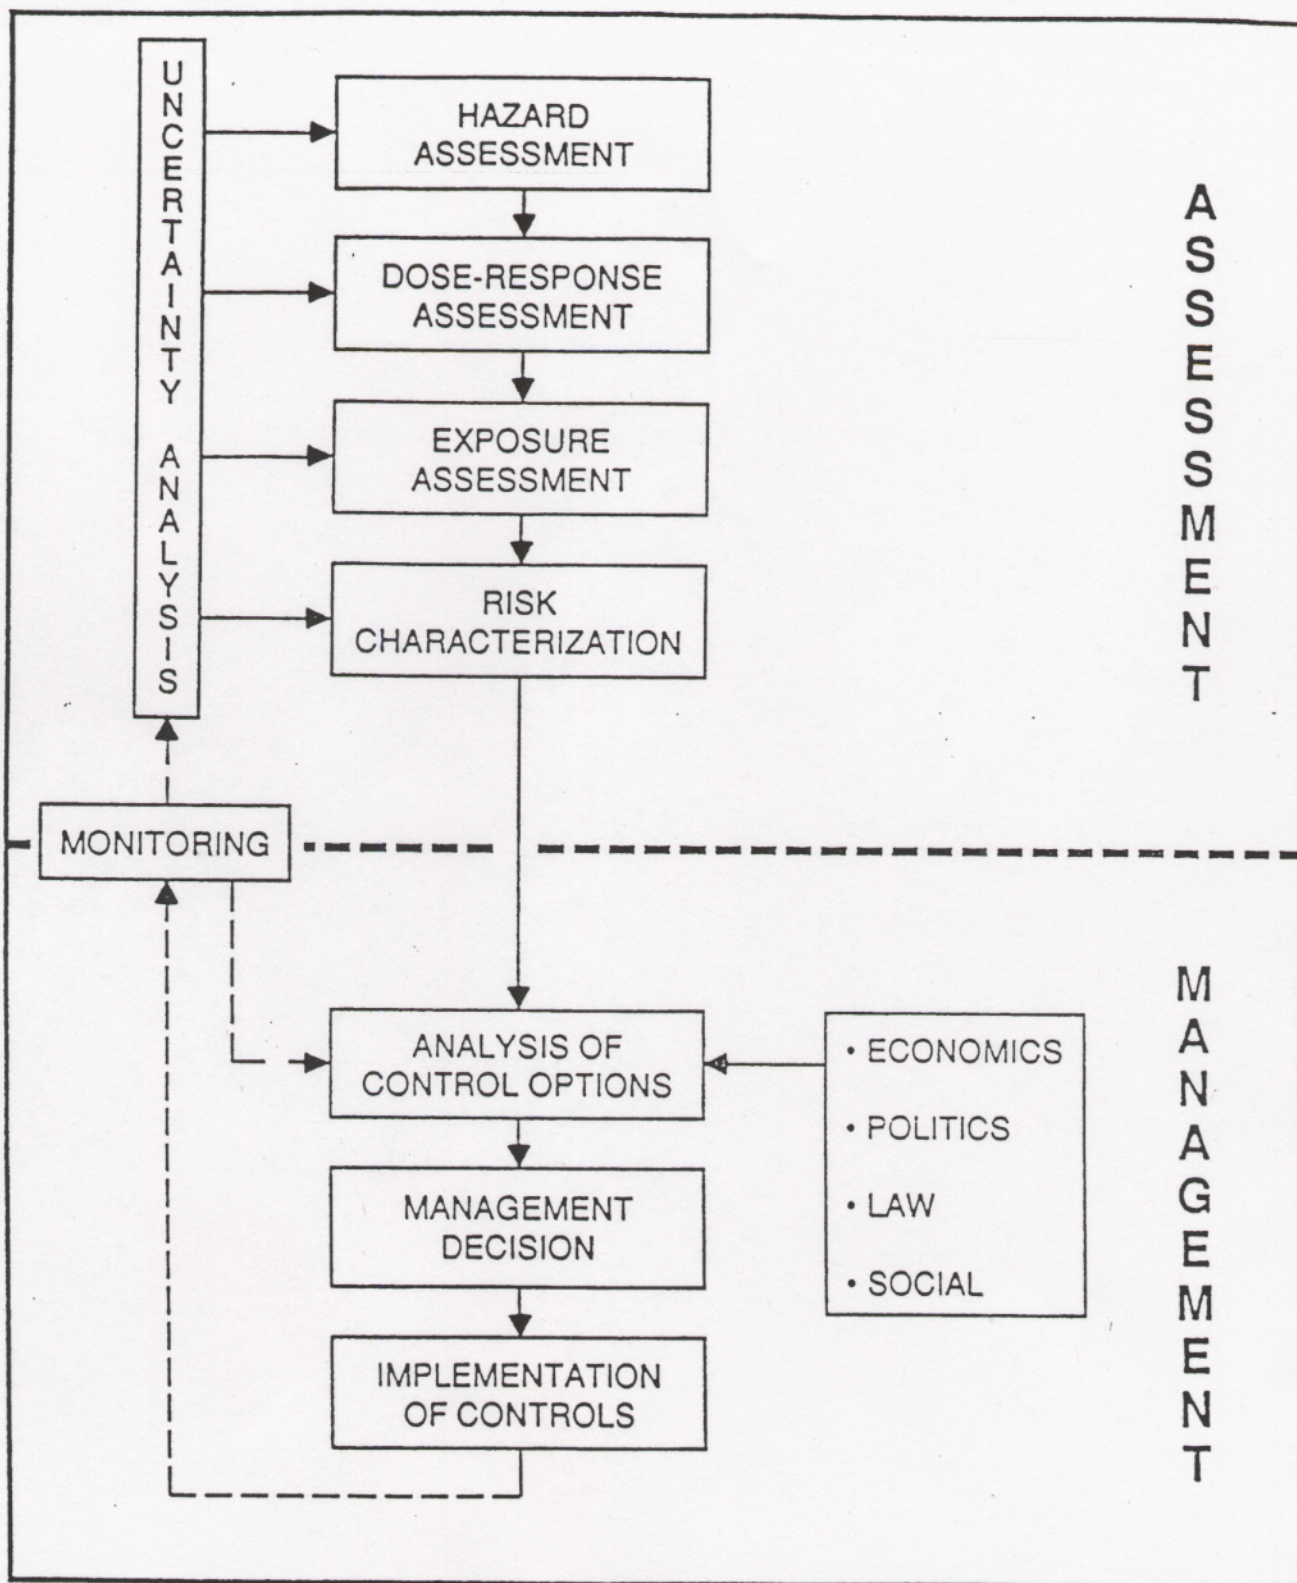 UNCERTAINTY ANALYSIS
HAZARD
ASSESSMENT
DOSE-RESPONSE
ASSESSMENT
EXPOSURE
ASSESSMENT
RISK
CHARACTERIZATION
ASSESSMENT
MONITORING
ANALYSIS OF
CONTROL OPTIONS
MANAGEMENT
DECISION
IMPLEMENTATION
OF CONTROLS
• ECONOMICS
• POLITICS
• LAW
• SOCIAL
MANAGEMENT